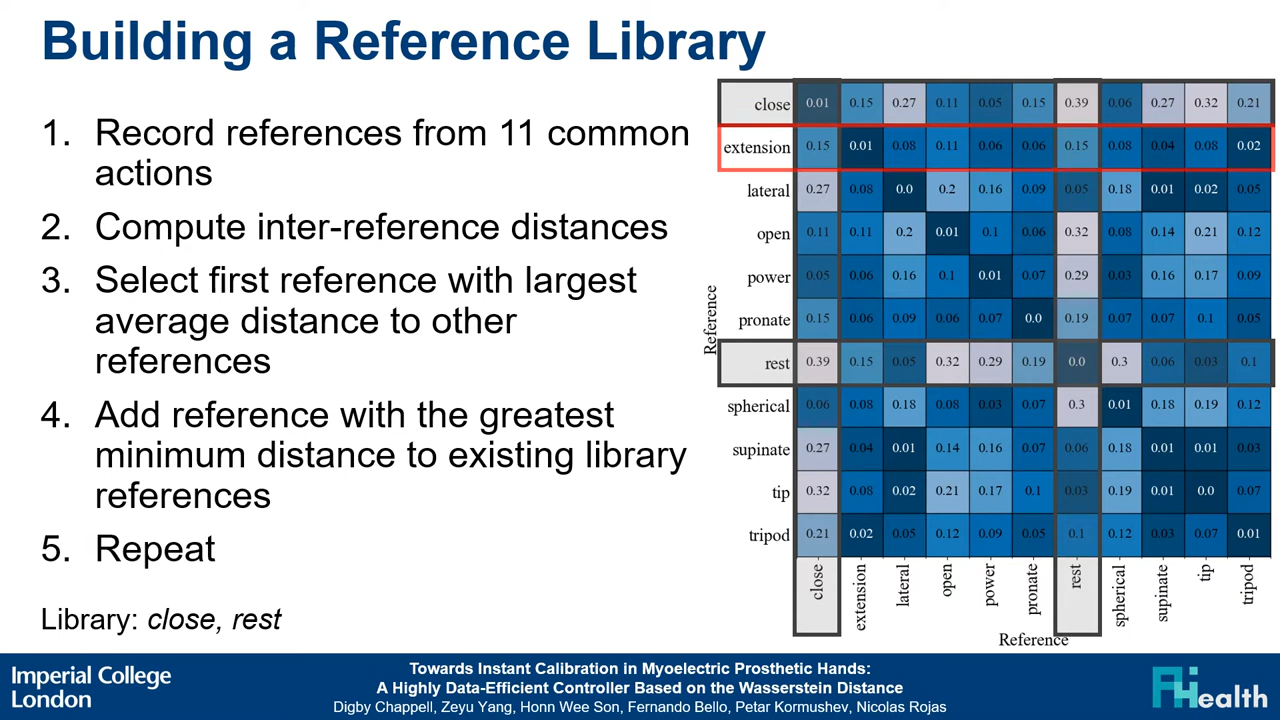 Building a Reference Library
1. Record references from 11 common
actions
2. Compute inter-reference distances
3. Select first reference with largest
average distance to other
references
4. Add reference with the greatest
minimum distance to existing library
references
5. Repeat
Library: close, rest
Reference
close 0.01 0.15 0.27 0.11 0.05 0.15 0.39 0.06 0.27 0.32 0.21
extension 0.15 0.01 0.08 0.11 0.06 0.06 0.15 0.08 0.04 0.08 0.02
lateral 0.27 0.08 0.0 0.2 0.16 0.09 0.05 0.18 0.01 0.02 0.05
open 0.11 0.11 0.2 0.01 0.1 0.06 0.32 0.08 0.14 0.21 0.12
power 0.05 0.06 0.16 0.1 0.01 0.07 0.29 0.03 0.16 0.17 0.09
pronate 0.15 0.06 0.09 0.06 0.07 0.0 0.19 0.07 0.07 0.1 0.05
rest 0.39 0.15 0.05 0.32 0.29 0.19 0.0 0.3 0.06 0.03 0.1
spherical 0.06 0.08 0.18 0.08 0.03 0.07 0.3 0.01 0.18 0.19 0.12
supinate 0.27 0.04 0.01 0.14 0.16 0.07 0.06 0.18 0.01 0.01 0.03
tip 0.32 0.08 0.02 0.21 0.17 0.1 0.03 0.19 0.01 0.0 0.07
tripod 0.21 0.02 0.05 0.12 0.09 0.05 0.1 0.12 0.03 0.07 0.01
close extension lateral open power pronate rest spherical supinate tip tripod
Reference
Imperial College
London
Towards Instant Calibration in Myoelectric Prosthetic Hands:
A Highly Data-Efficient Controller Based on the Wasserstein Distance
Digby Chappell, Zeyu Yang, Honn Wee Son, Fernando Bello, Petar Kormushev, Nicolas Rojas
FHealth